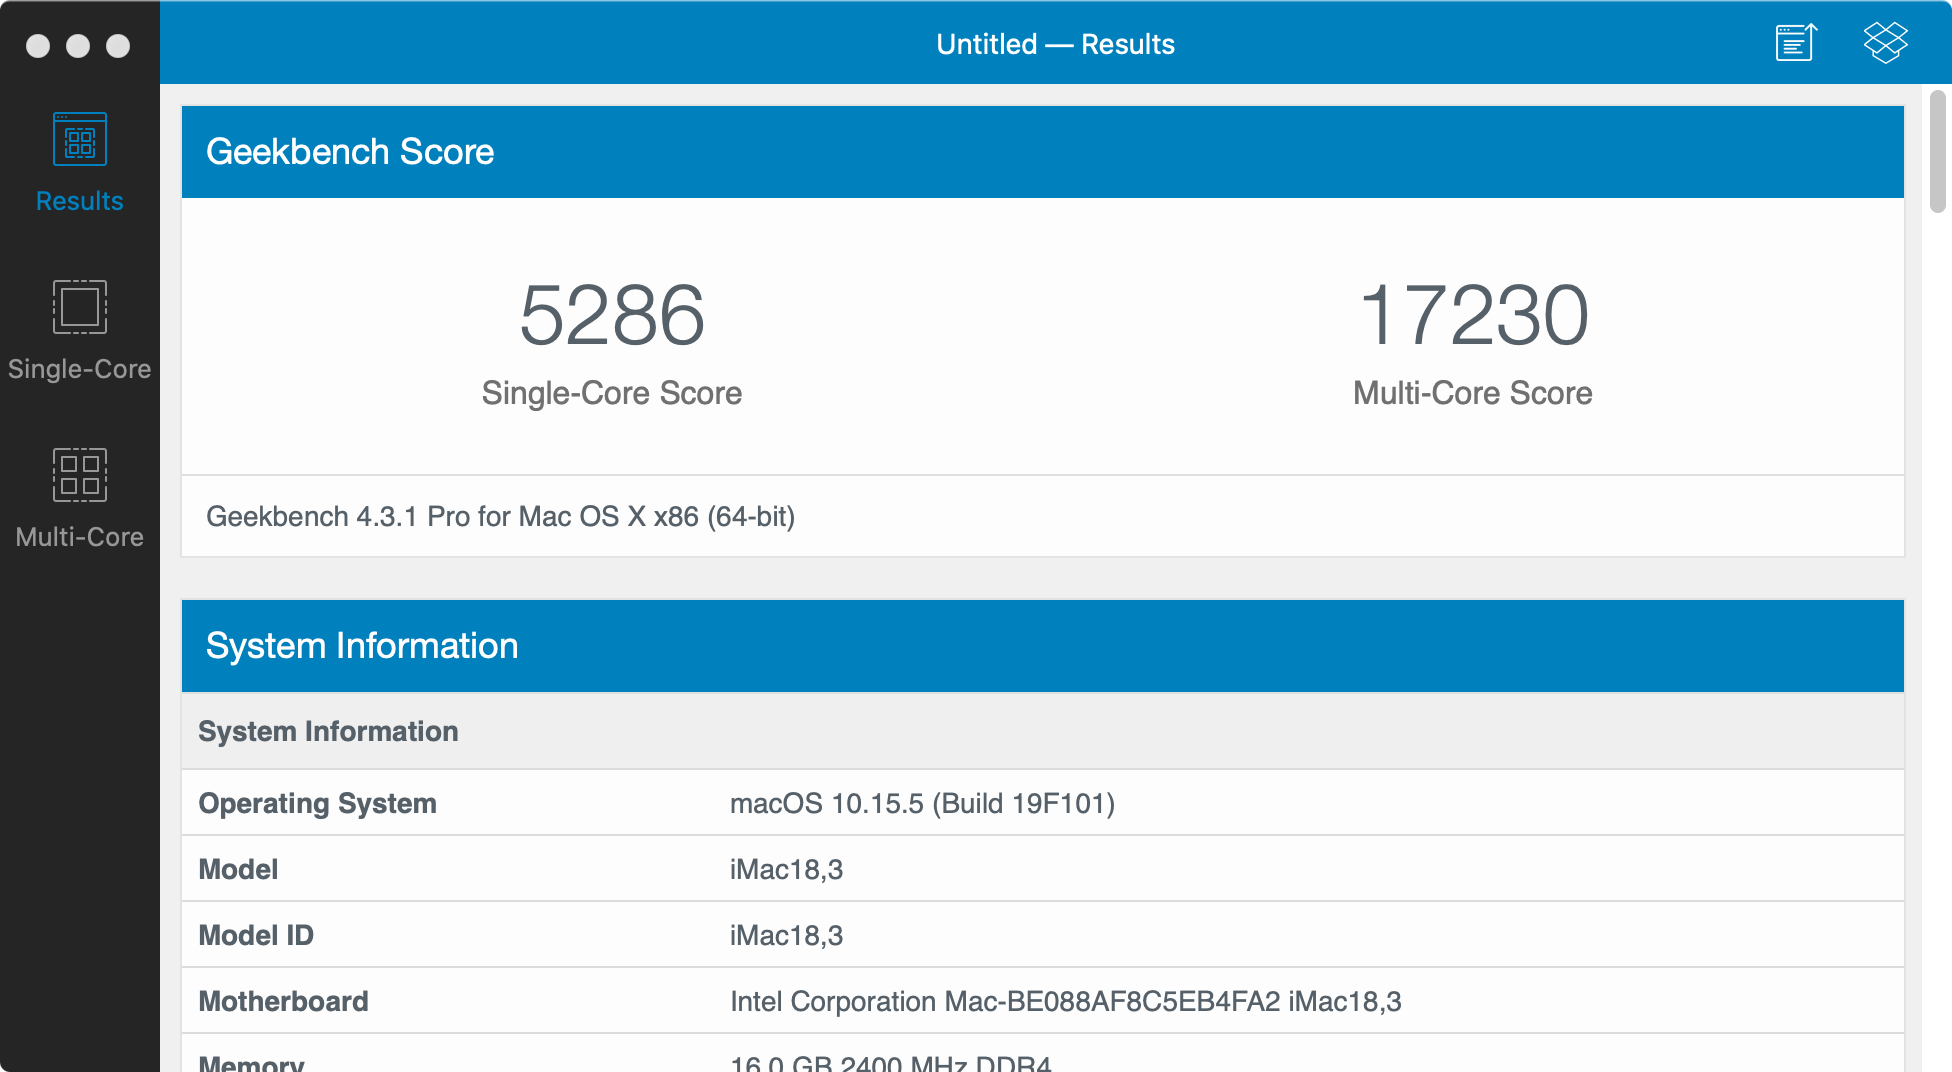 Untitled — Results
Results
Single-Core
Multi-Core
Geekbench Score
5286
Single-Core Score
17230
Multi-Core Score
Geekbench 4.3.1 Pro for Mac OS X x86 (64-bit)
System Information
System Information
Operating System macOS 10.15.5 (Build 19F101)
Model iMac18,3
Model ID iMac18,3
Motherboard Intel Corporation Mac-BE088AF8C5EB4FA2 iMac18,3
Memory 16.0 GB 2400 MHz DDR4